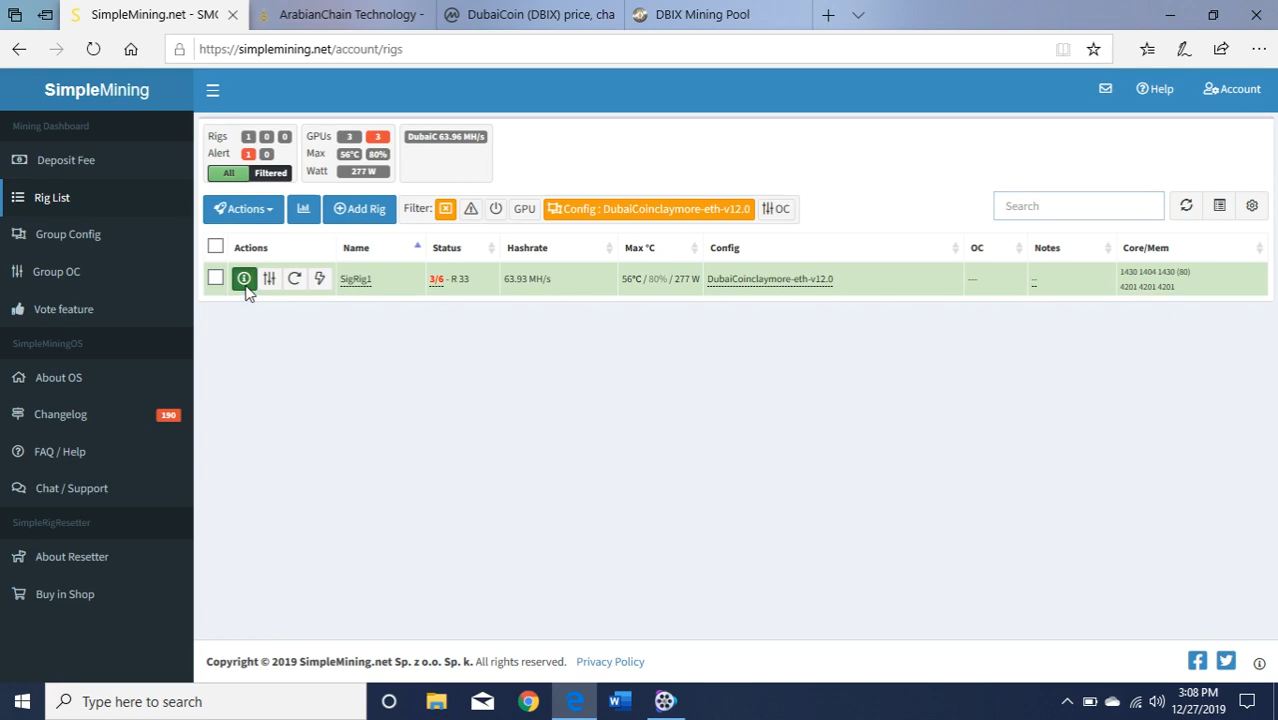 SimpleMining.net - SMO
ArabianChain Technology -
DubaiCoin (DBIX) price, cha
DBIX Mining Pool
https://simplemining.net/account/rigs
SimpleMining
Help
Account
Mining Dashboard
Deposit Fee
Rig List
Group Config
Group OC
Vote feature
SimpleMiningOS
About OS
Changelog 190
FAQ / Help
Chat / Support
SimpleRigResetter
About Resetter
Buy in Shop
Rigs 1 0 0
Alert 1 0
All Filtered
GPUs 3 3
Max 56°C 80%
Watt 277 W
DubaiC 63.96 MH/s
Actions
Add Rig
Filter:
GPU
Config : DubaiCoinclaymore-eth-v12.0
OC
Search
Actions Name Status Hashrate Max °C Config OC Notes Core/Mem
SigRig1 3/6 - R 33 63.93 MH/s 56°C / 80% / 277 W DubaiCoinclaymore-eth-v12.0 — -- 1430 1404 1430 (80)
4201 4201 4201
Copyright © 2019 SimpleMining.net Sp. z o.o. Sp. k. All rights reserved. Privacy Policy
Type here to search
3:08 PM
12/27/2019